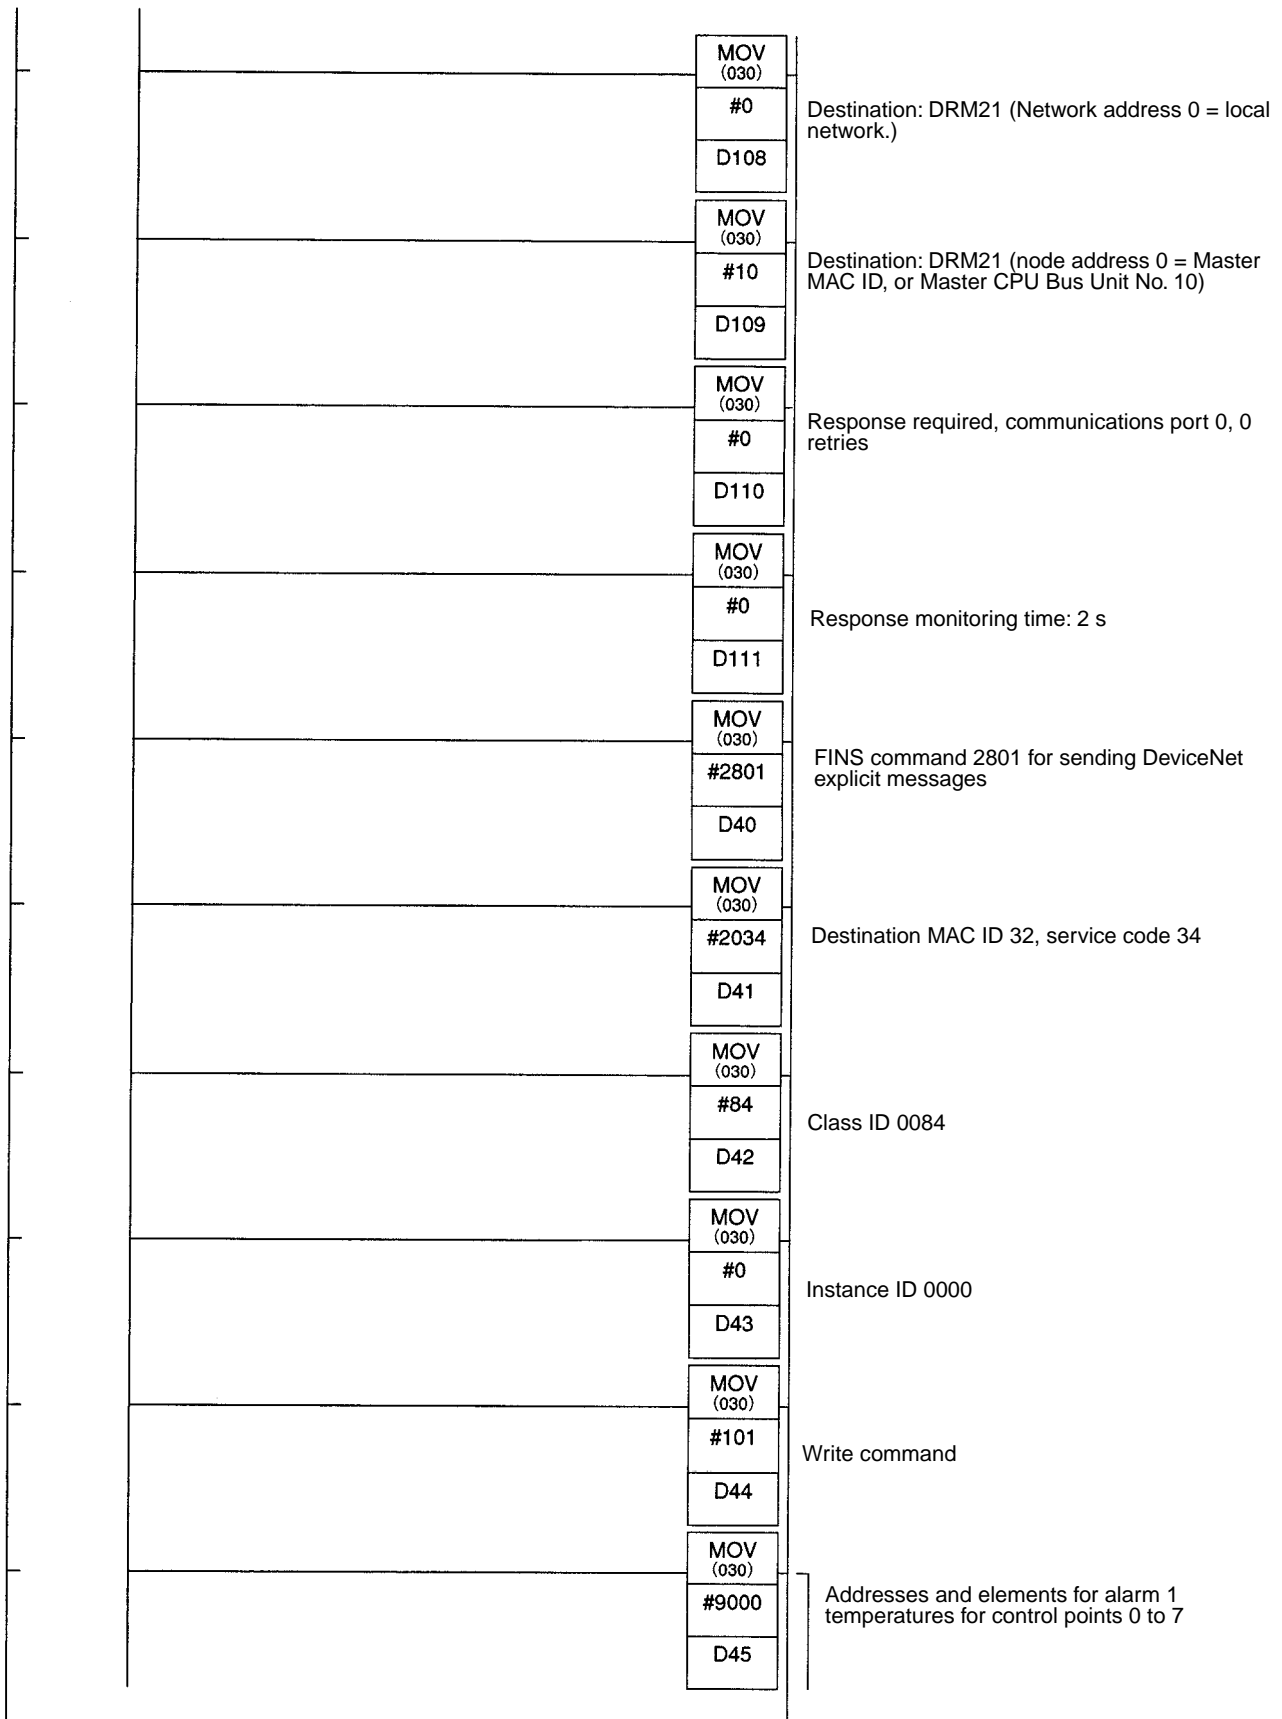 MOV
(030)
#0
D108
Destination: DRM21 (Network address 0 = local
network.)
MOV
(030)
#10
D109
Destination: DRM21 (node address 0 = Master
MAC ID, or Master CPU Bus Unit No. 10)
MOV
(030)
#0
D110
Response required, communications port 0, 0
retries
MOV
(030)
#0
D111
Response monitoring time: 2 s
MOV
(030)
#2801
D40
FINS command 2801 for sending DeviceNet
explicit messages
MOV
(030)
#2034
D41
Destination MAC ID 32, service code 34
MOV
(030)
#84
D42
Class ID 0084
MOV
(030)
#0
D43
Instance ID 0000
MOV
(030)
#101
D44
Write command
MOV
(030)
#9000
D45
Addresses and elements for alarm 1
temperatures for control points 0 to 7